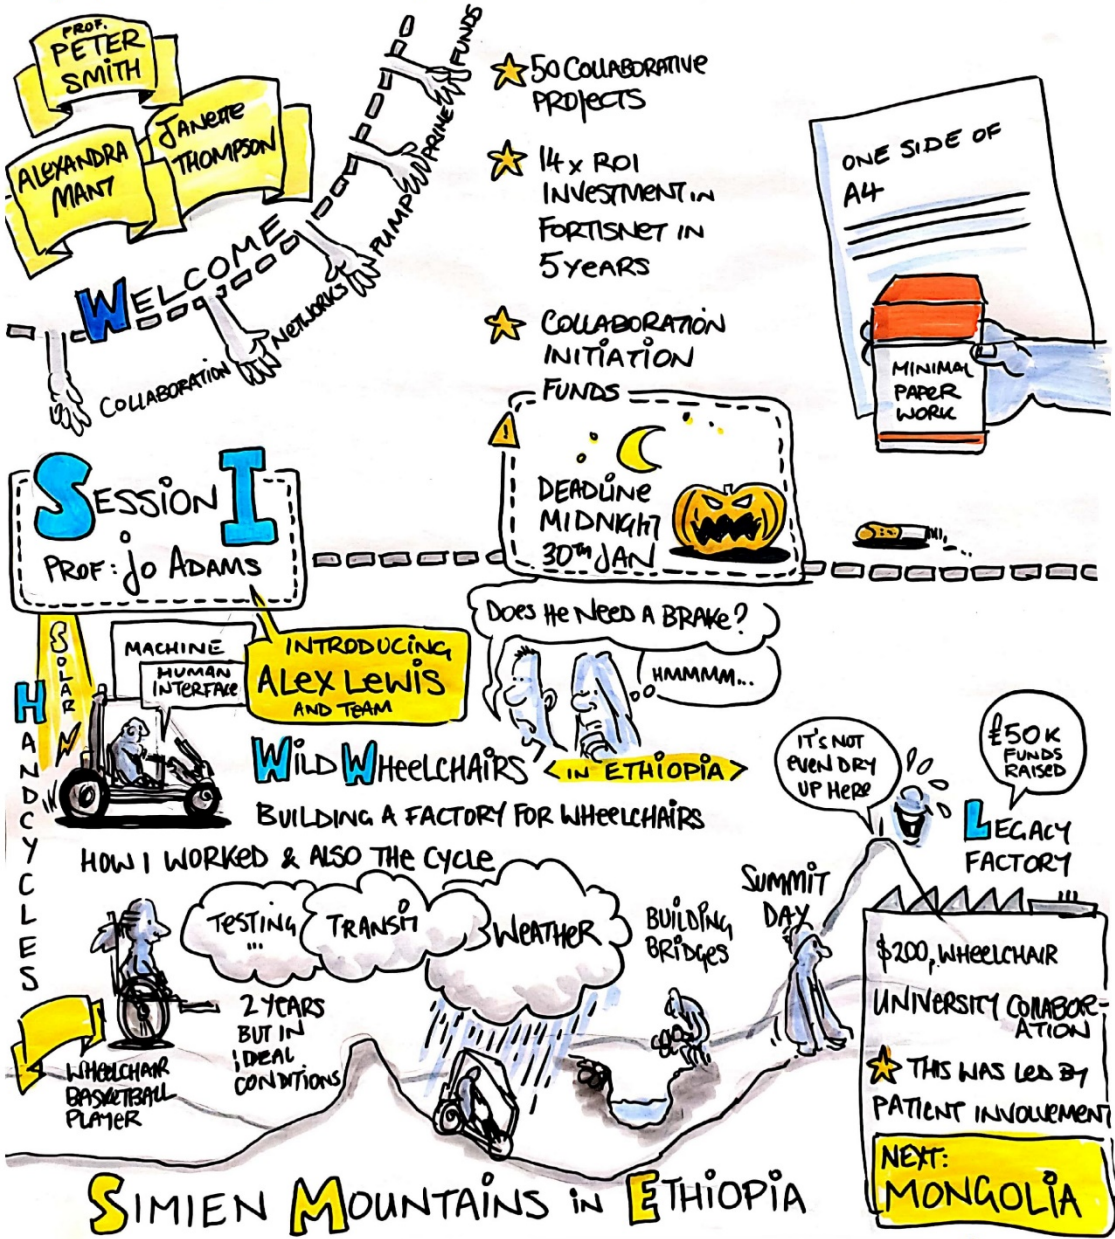 PROF.
PETER
SMITH
JANETTE
THOMPSON
ALEXANDRA
MANT
WELCOME
COLLABORATION
NETWORKS
PUMP
PRIME
FUNDS
50 COLLABORATIVE
PROJECTS
14 x ROI
INVESTMENT IN
FORTISNET IN
5 YEARS
COLLABORATION
INITIATION
FUNDS
!
DEADLINE
MIDNIGHT
30TH JAN
ONE SIDE OF
A4
MINIMAL
PAPER
WORK
SESSION I
PROF: Jo ADAMS
INTRODUCING
ALEX LEWIS
AND TEAM
SOLAR
MACHINE
HUMAN
INTERFACE
HANDCYCLES
DOES HE NEED A BRAKE?
HMMMM...
WILD WHEELCHAIRS
IN ETHIOPIA
BUILDING A FACTORY FOR WHEELCHAIRS
HOW I WORKED & ALSO THE CYCLE
TESTING
...
TRANSIT
WEATHER
2 YEARS
BUT IN
IDEAL
CONDITIONS
WHEELCHAIR
BASKETBALL
PLAYER
BUILDING
BRIDGES
SUMMIT
DAY
IT'S NOT
EVEN DRY
UP HERE
£50K
FUNDS
RAISED
LEGACY
FACTORY
$200, WHEELCHAIR
UNIVERSITY COLLABOR-
ATION
THIS WAS LED BY
PATIENT INVOLVEMENT
NEXT:
MONGOLIA
SIMIEN MOUNTAINS IN ETHIOPIA